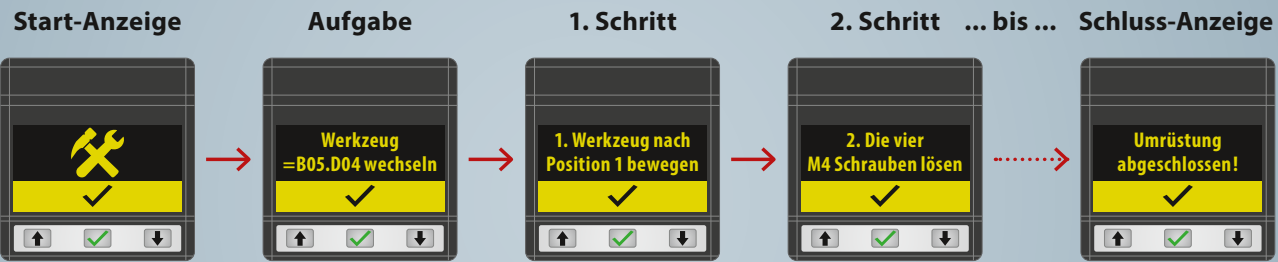 Start-Anzeige
Aufgabe
1. Schritt
2. Schritt
... bis ...
Schluss-Anzeige
Werkzeug
=B05.D04 wechseln
1. Werkzeug nach
Position 1 bewegen
2. Die vier
M4 Schrauben lösen
Umrüstung
abgeschlossen!